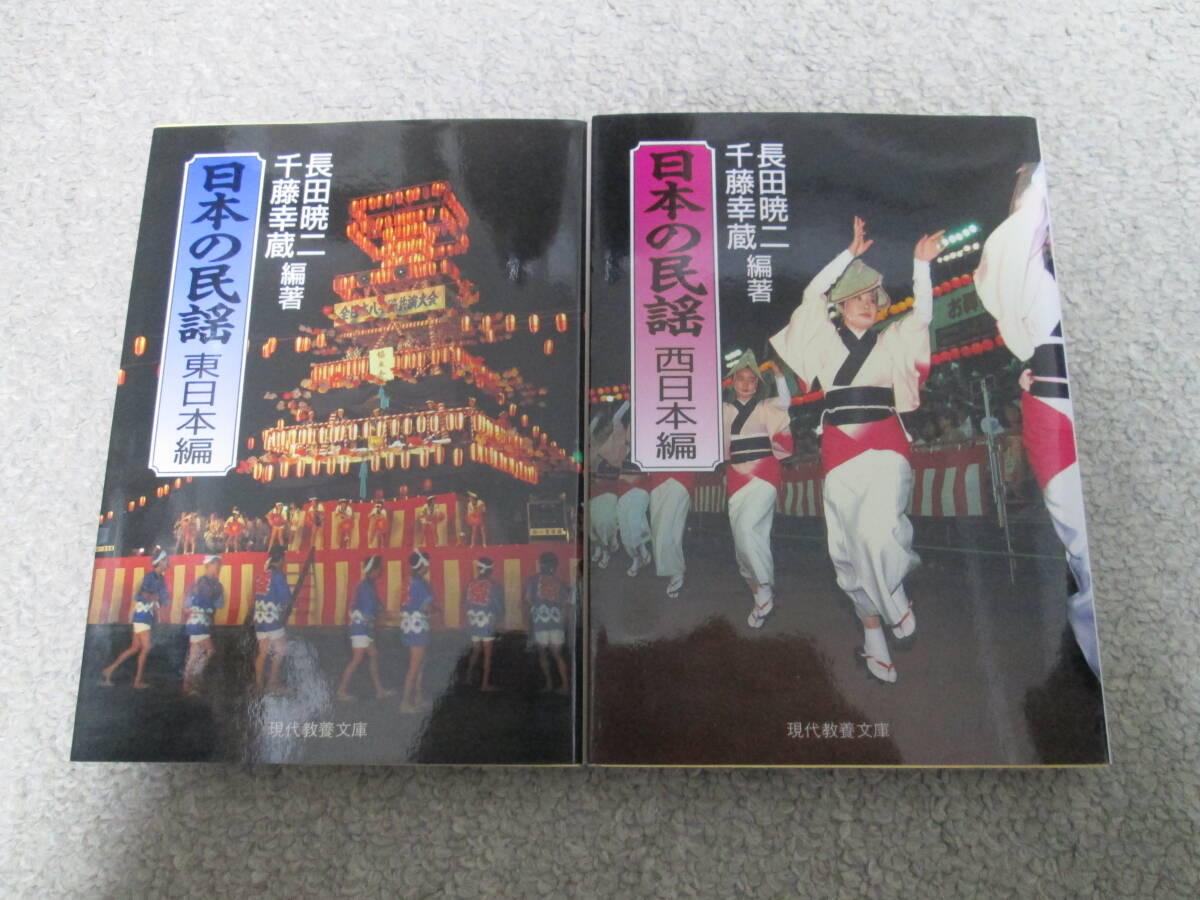 日本の民謡 東日本編
長田暁二
千藤幸蔵 編著
現代教養文庫
日本の民謡 西日本編
長田暁二
千藤幸蔵 編著
現代教養文庫